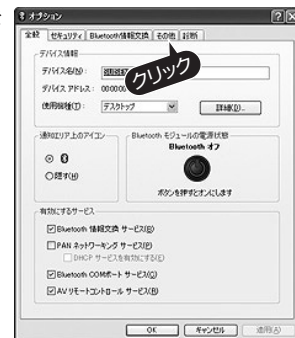 オプション
全般 セキュリティ Bluetooth情報交換 その他 診断
デバイス情報
デバイス名(N):
クリック
デバイス アドレス:
使用機種(T): デスクトップ 詳細(D)...
通知エリア上のアイコン
隠す(H)
Bluetooth モジュールの電源状態
Bluetooth オフ
ボタンを押すとオンにします
有効にするサービス
Bluetooth 情報交換 サービス(B)
PAN ネットワーキング サービス(P)
DHCP サービスを有効にする(E)
Bluetooth COMポート サービス(C)
AV リモートコントロール サービス(V)
OK キャンセル 適用(A)